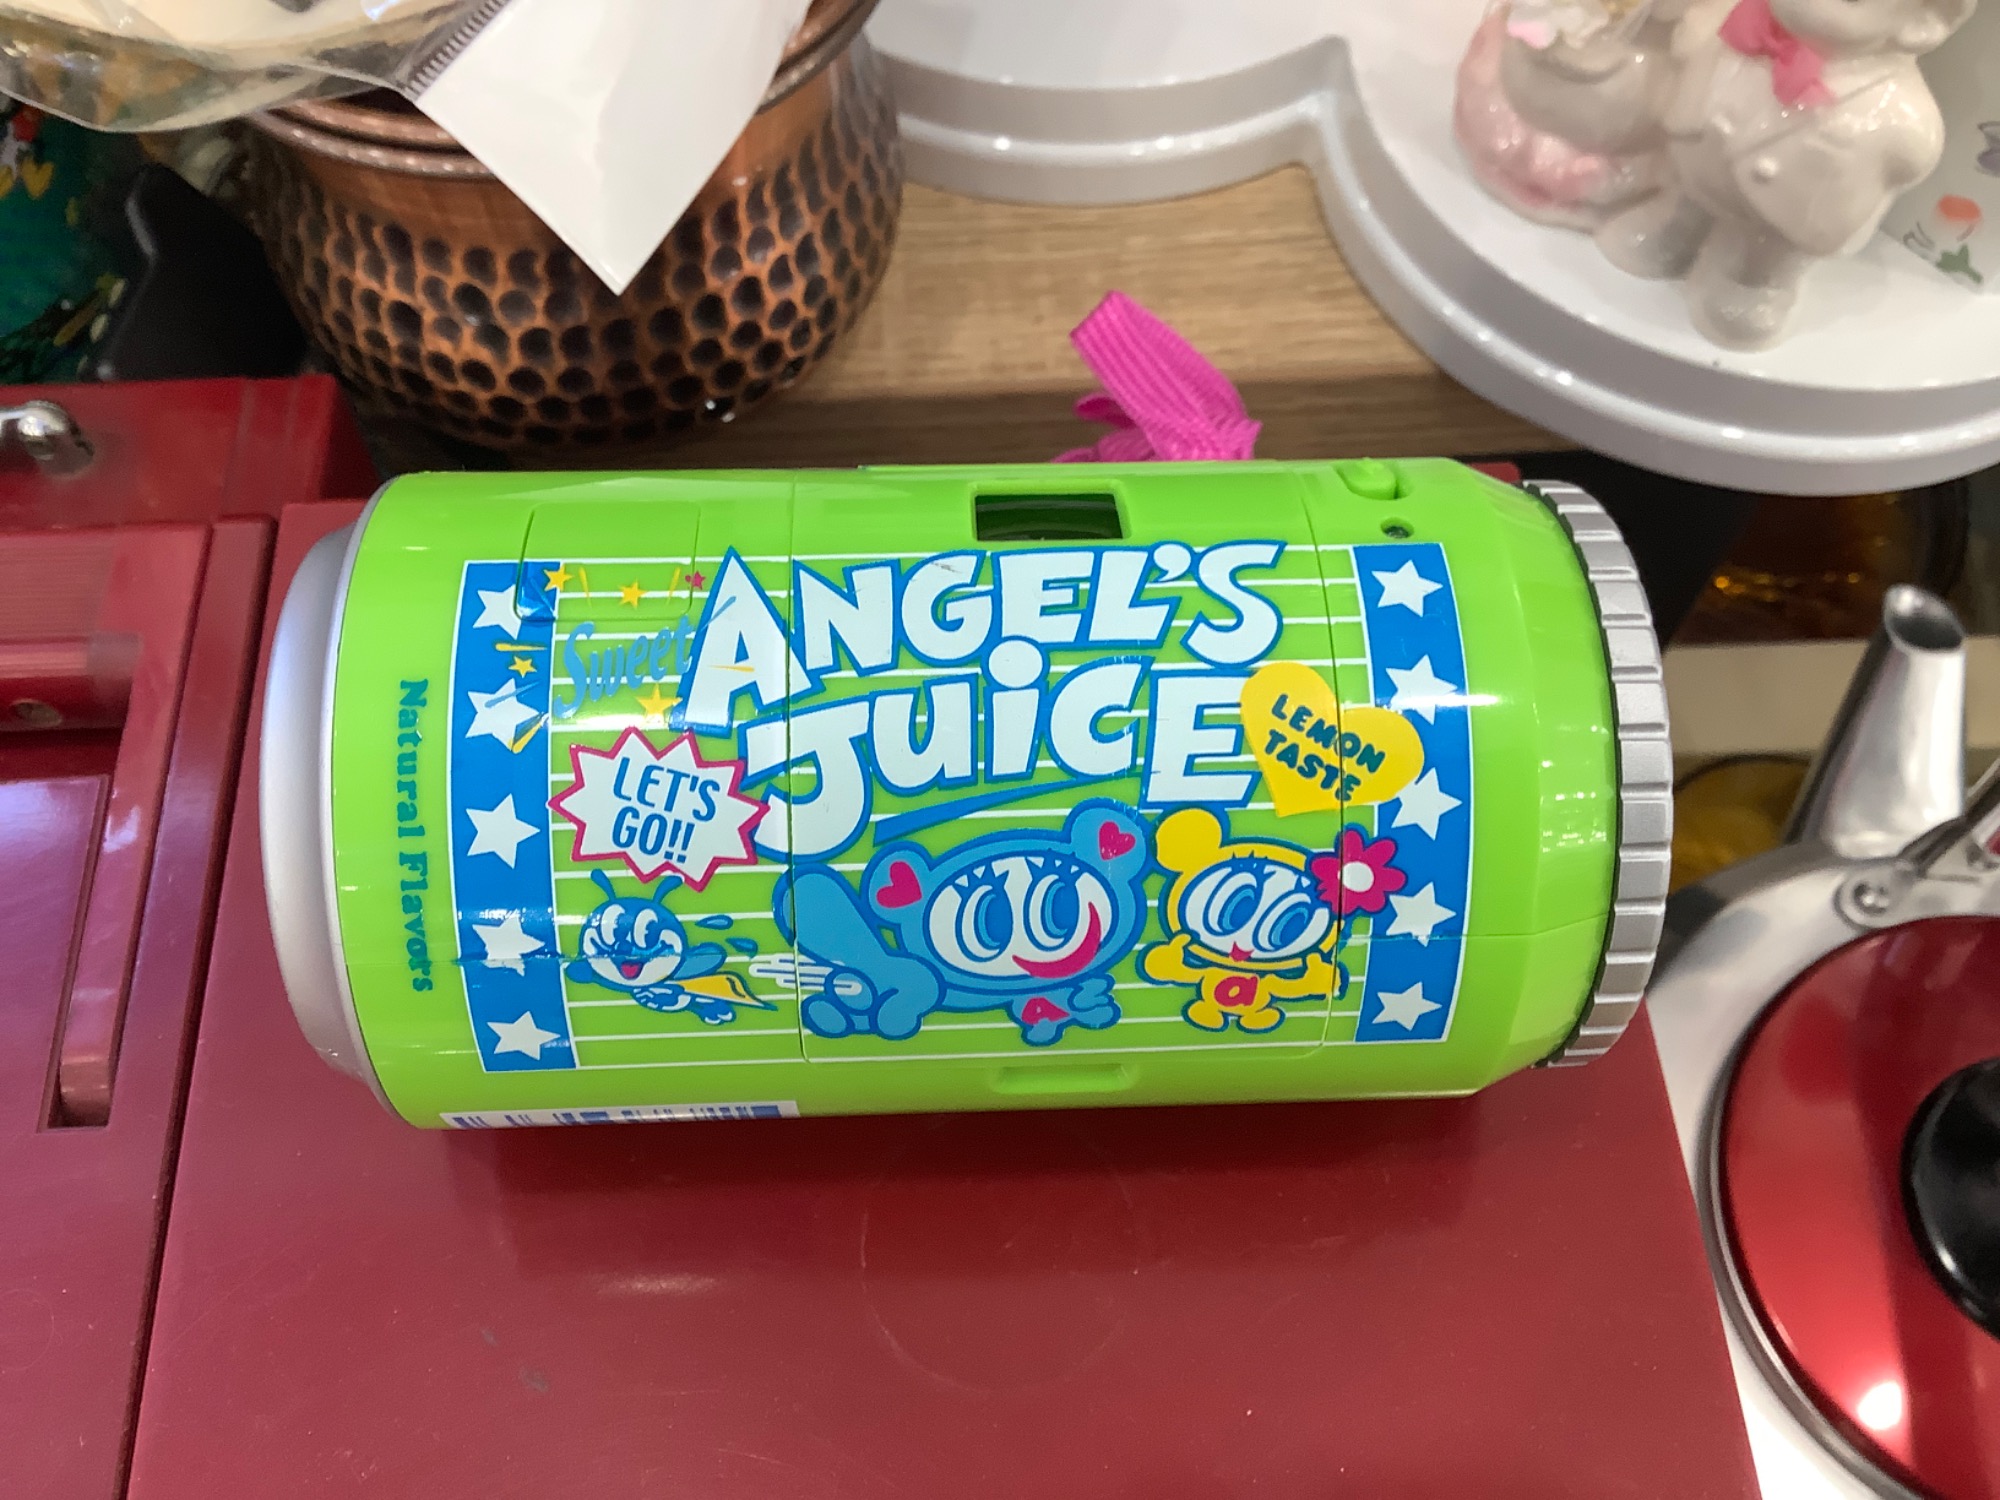 Sweet
ANGEL'S
JUiCE
LEMON
TASTE
LET'S
GO!!
Natural Flavors
A
a